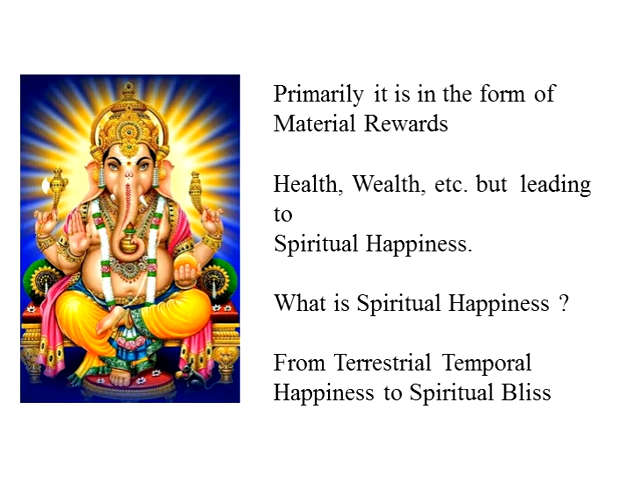 Primarily it is in the form of
Material Rewards
Health, Wealth, etc. but leading
to
Spiritual Happiness.
What is Spiritual Happiness ?
From Terrestrial Temporal
Happiness to Spiritual Bliss